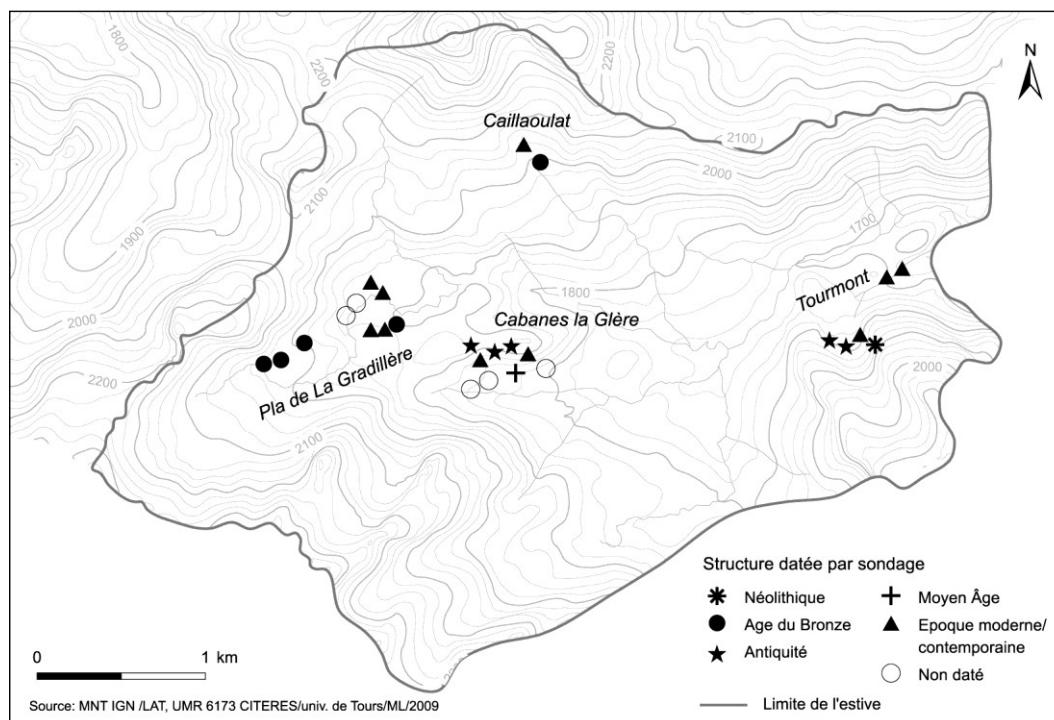 1800
2200
2200
N
Caillaoulat
2100
2000
2100
1700
1900
Tourmont
1800
2000
Cabanes la Glère
2200
Pla de La Gradillère
2000
2100
Structure datée par sondage
Néolithique
Moyen Âge
Age du Bronze
Epoque moderne/
contemporaine
Antiquité
Non daté
0 1 km
Limite de l'estive
Source: MNT IGN /LAT, UMR 6173 CITERES/univ. de Tours/ML/2009